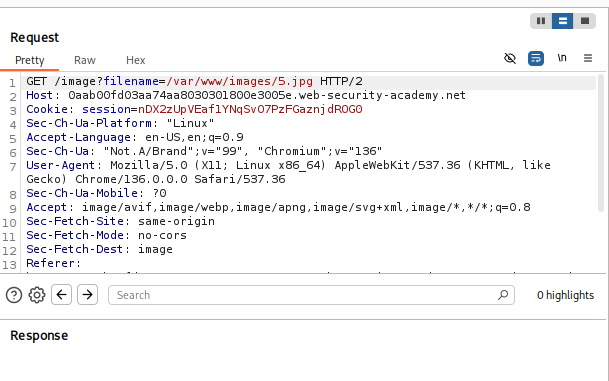 Request
Pretty Raw Hex
\n
1 GET /image?filename=/var/www/images/5.jpg HTTP/2
2 Host: 0aab00fd03aa74aa8030301800e3005e.web-security-academy.net
3 Cookie: session=nDX2zUpVEaf1YNqSvO7PzFGaznjdROG0
4 Sec-Ch-Ua-Platform: "Linux"
5 Accept-Language: en-US,en;q=0.9
6 Sec-Ch-Ua: "Not.A/Brand";v="99", "Chromium";v="136"
7 User-Agent: Mozilla/5.0 (X11; Linux x86_64) AppleWebKit/537.36 (KHTML, like
Gecko) Chrome/136.0.0.0 Safari/537.36
8 Sec-Ch-Ua-Mobile: ?0
9 Accept: image/avif,image/webp,image/apng,image/svg+xml,image/*,*/*;q=0.8
10 Sec-Fetch-Site: same-origin
11 Sec-Fetch-Mode: no-cors
12 Sec-Fetch-Dest: image
13 Referer:
Search
0 highlights
Response